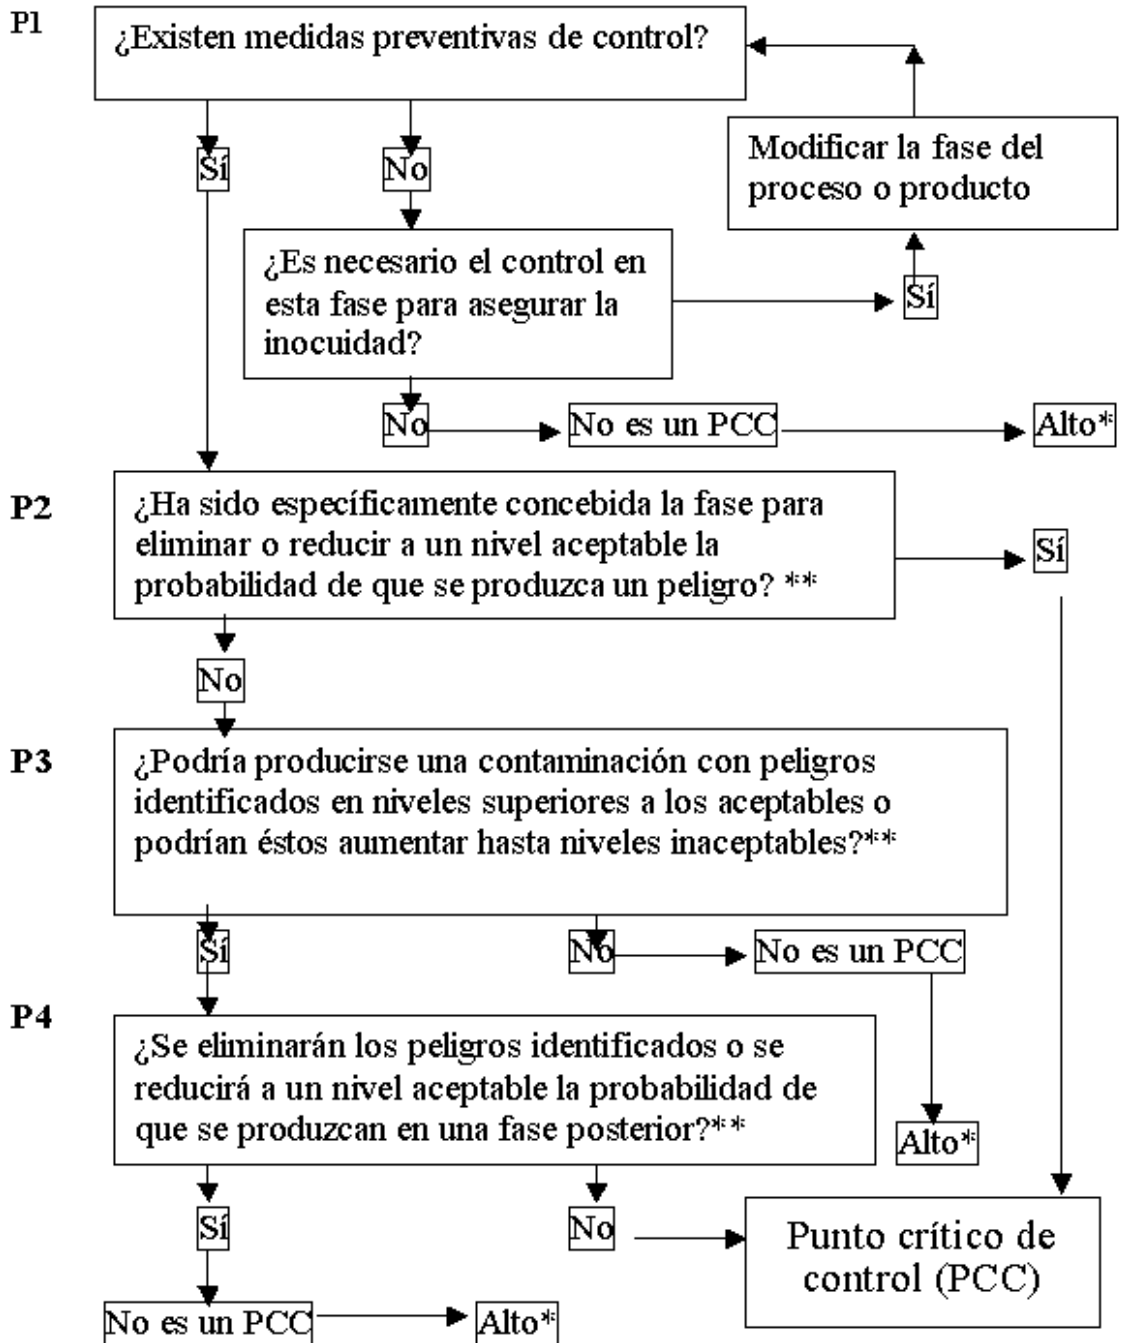 P1
¿Existen medidas preventivas de control?
Sí
No
Modificar la fase del
proceso o producto
¿Es necesario el control en
esta fase para asegurar la
inocuidad?
Sí
No
No es un PCC
Alto*
P2
¿Ha sido específicamente concebida la fase para
eliminar o reducir a un nivel aceptable la
probabilidad de que se produzca un peligro? **
Sí
No
P3
¿Podría producirse una contaminación con peligros
identificados en niveles superiores a los aceptables o
podrían éstos aumentar hasta niveles inaceptables?**
Sí
No
No es un PCC
Alto*
P4
¿Se eliminarán los peligros identificados o se
reducirá a un nivel aceptable la probabilidad de
que se produzcan en una fase posterior?**
Sí
No
Punto crítico de
control (PCC)
No es un PCC
Alto*